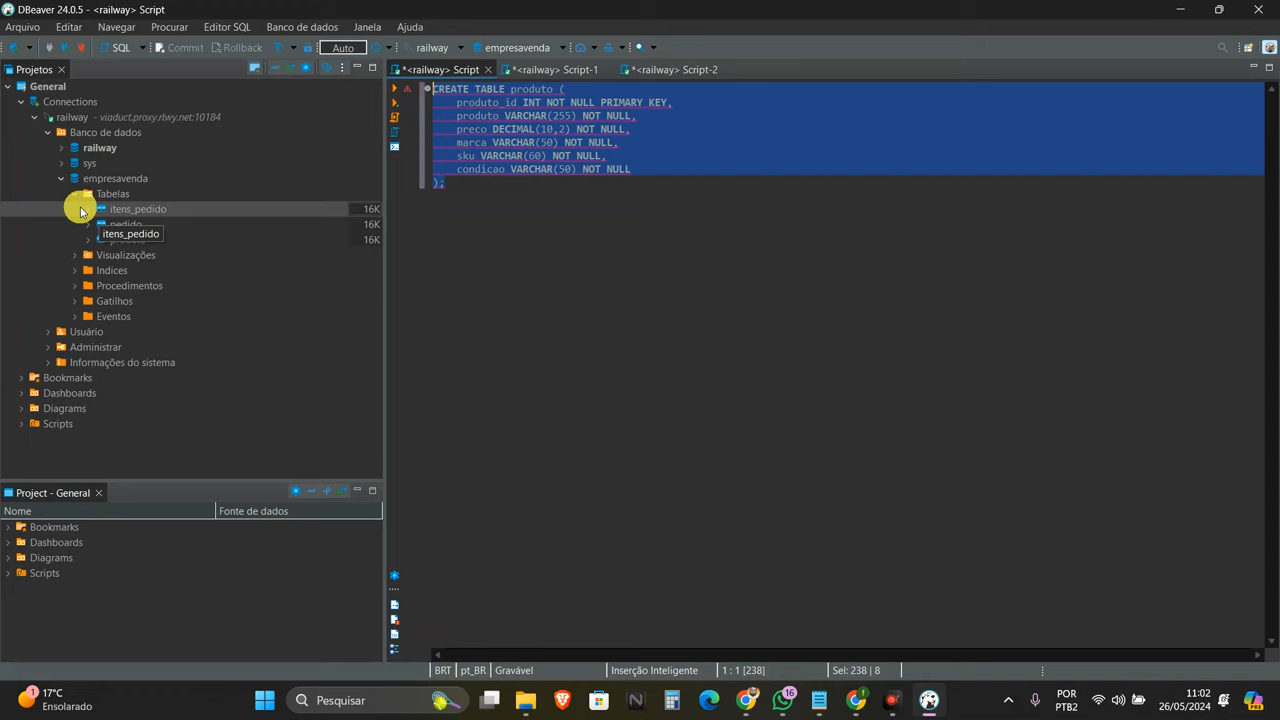 DBeaver 24.0.5 - <railway> Script
Arquivo Editar Navegar Procurar Editor SQL Banco de dados Janela Ajuda
SQL Commit Rollback Auto railway empresavenda
Projetos
General
Connections
railway - viaduct.proxy.rlwy.net:10184
Banco de dados
railway
sys
empresavenda
Tabelas
itens_pedido 16K
pedido 16K
itens_pedido
16K
Visualizações
Indices
Procedimentos
Gatilhos
Eventos
Usuário
Administrar
Informações do sistema
Bookmarks
Dashboards
Diagrams
Scripts
*<railway> Script *<railway> Script-1 *<railway> Script-2
CREATE TABLE produto (
produto_id INT NOT NULL PRIMARY KEY,
produto VARCHAR(255) NOT NULL,
preco DECIMAL(10,2) NOT NULL,
marca VARCHAR(50) NOT NULL,
sku VARCHAR(60) NOT NULL,
condicao VARCHAR(50) NOT NULL
);
Project - General
Nome Fonte de dados
Bookmarks
Dashboards
Diagrams
Scripts
BRT pt_BR Gravável Inserção Inteligente 1 : 1 [238] Sel: 238 | 8
1 17°C
Ensolarado
Pesquisar
16
POR
PTB2
11:02
26/05/2024